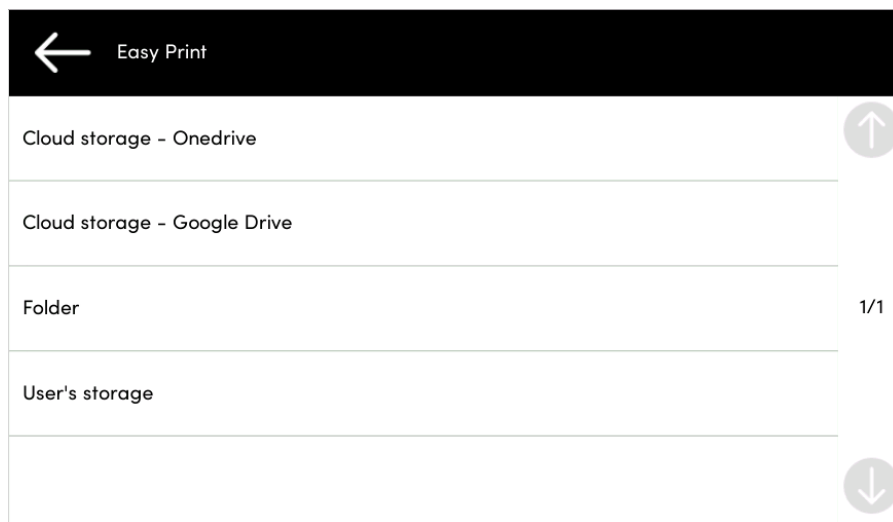 Easy Print
Cloud storage - Onedrive
Cloud storage - Google Drive
Folder
1/1
User's storage